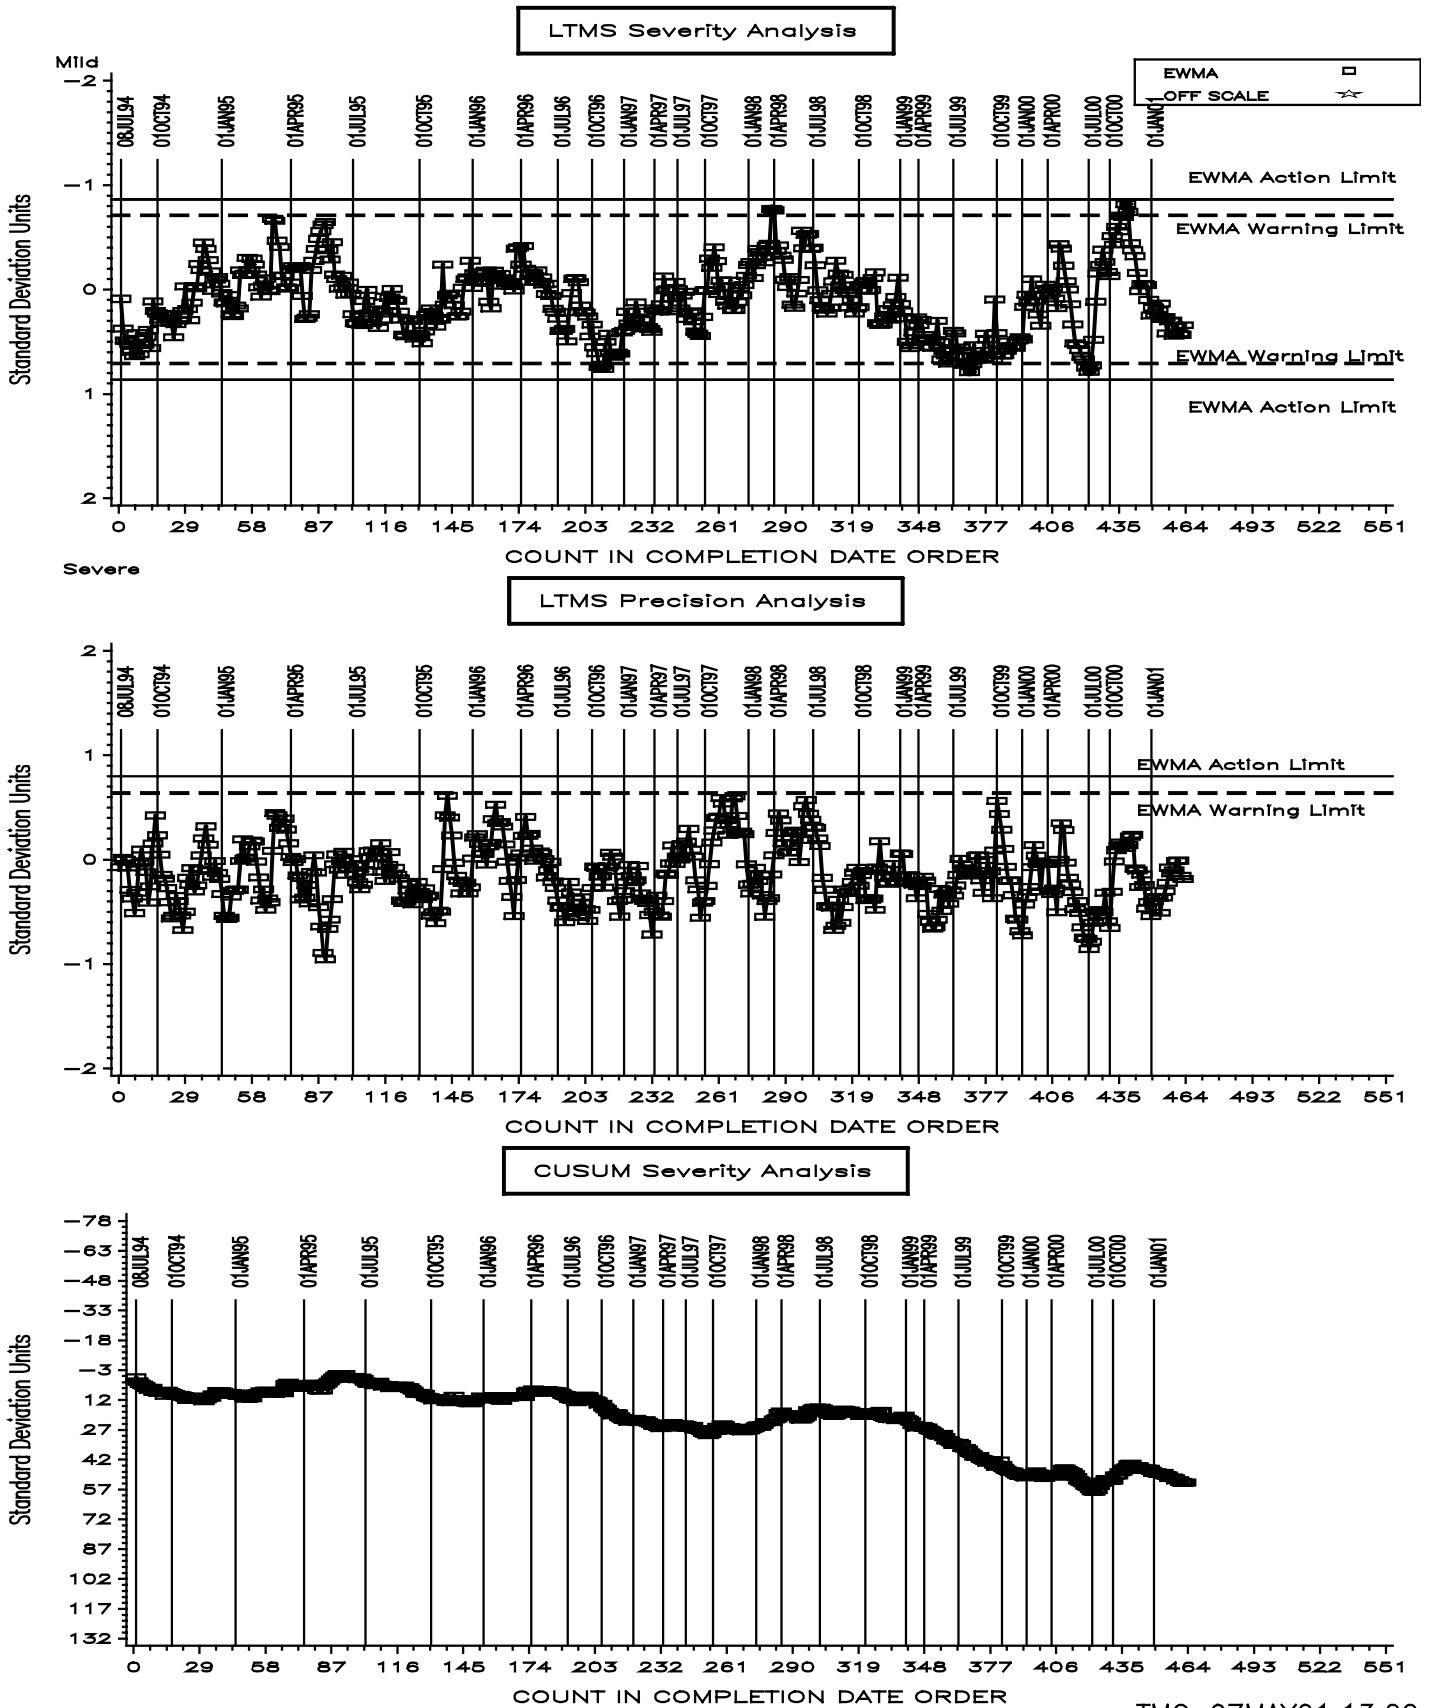 LTMS Severity Analysis
Mild
EWMA
OFF SCALE
−2
−1
0
1
2
Standard Deviation Units
08JUL94
01OCT94
01JAN95
01APR95
01JUL95
01OCT95
01JAN96
01APR96
01JUL96
01OCT96
01JAN97
01APR97
01JUL97
01OCT97
01JAN98
01APR98
01JUL98
01OCT98
01JAN99
01APR99
01JUL99
01OCT99
01JAN00
01APR00
01JUL00
01OCT00
01JAN01
EWMA Action Limit
EWMA Warning Limit
EWMA Warning Limit
EWMA Action Limit
0 29 58 87 116 145 174 203 232 261 290 319 348 377 406 435 464 493 522 551
COUNT IN COMPLETION DATE ORDER
Severe
LTMS Precision Analysis
2
1
0
−1
−2
Standard Deviation Units
08JUL94
01OCT94
01JAN95
01APR95
01JUL95
01OCT95
01JAN96
01APR96
01JUL96
01OCT96
01JAN97
01APR97
01JUL97
01OCT97
01JAN98
01APR98
01JUL98
01OCT98
01JAN99
01APR99
01JUL99
01OCT99
01JAN00
01APR00
01JUL00
01OCT00
01JAN01
EWMA Action Limit
EWMA Warning Limit
0 29 58 87 116 145 174 203 232 261 290 319 348 377 406 435 464 493 522 551
COUNT IN COMPLETION DATE ORDER
CUSUM Severity Analysis
−78
−63
−48
−33
−18
−3
12
27
42
57
72
87
102
117
132
Standard Deviation Units
08JUL94
01OCT94
01JAN95
01APR95
01JUL95
01OCT95
01JAN96
01APR96
01JUL96
01OCT96
01JAN97
01APR97
01JUL97
01OCT97
01JAN98
01APR98
01JUL98
01OCT98
01JAN99
01APR99
01JUL99
01OCT99
01JAN00
01APR00
01JUL00
01OCT00
01JAN01
0 29 58 87 116 145 174 203 232 261 290 319 348 377 406 435 464 493 522 551
COUNT IN COMPLETION DATE ORDER